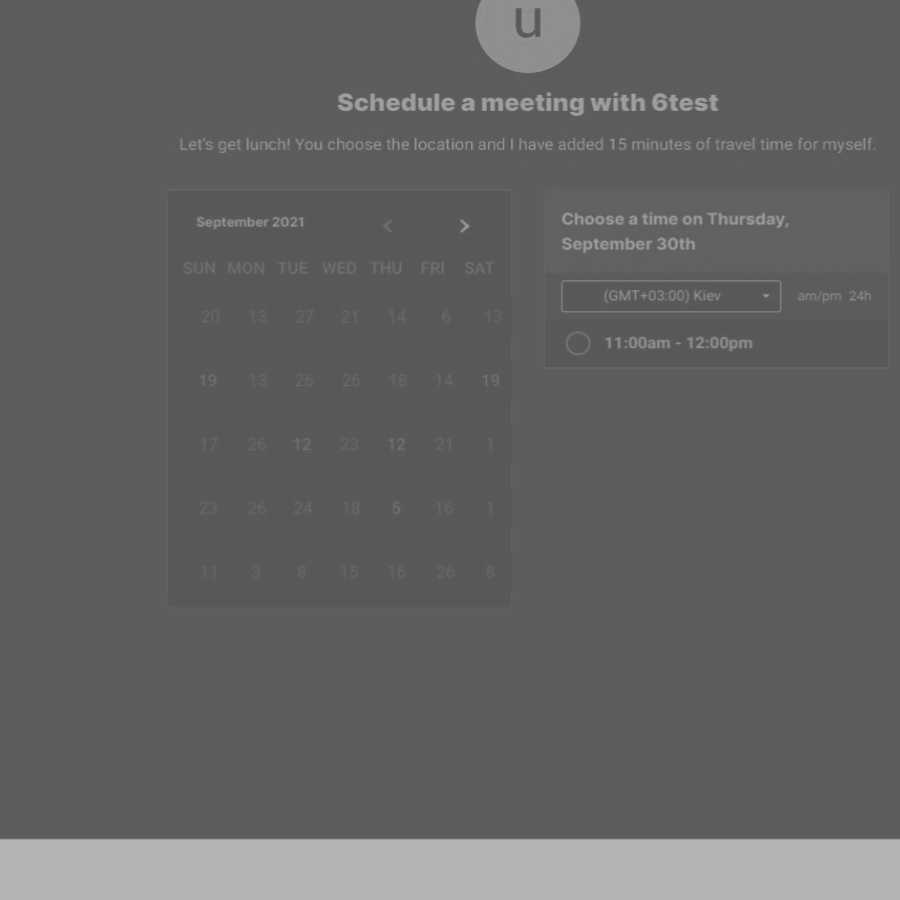 u
Schedule a meeting with 6test
Let's get lunch! You choose the location and I have added 15 minutes of travel time for myself.
September 2021
SUN MON TUE WED THU FRI SAT
20 13 27 21 14 6 13
19 13 26 26 18 14 19
17 26 12 23 12 21 1
23 26 24 18 5 16 1
11 3 8 15 16 26 8
Choose a time on Thursday,
September 30th
(GMT+03:00) Kiev am/pm 24h
11:00am - 12:00pm